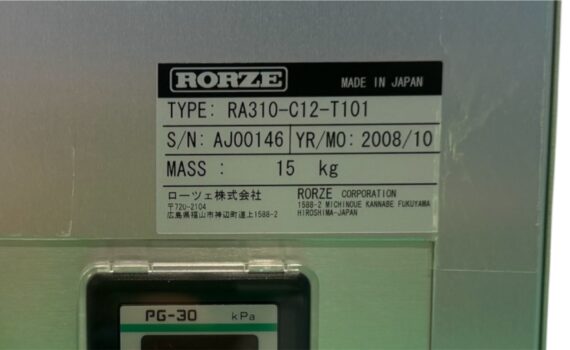 RORZE MADE IN JAPAN
TYPE: RA310-C12-T101
S/N: AJ00146 YR/MO: 2008/10
MASS : 15 kg
ローツェ株式会社 RORZE CORPORATION
〒720-2104 1588-2 MICHINOUE KANNABE FUKUYAMA
広島県福山市神辺町道上1588-2 HIROSHIMA-JAPAN
PG-30 kPa